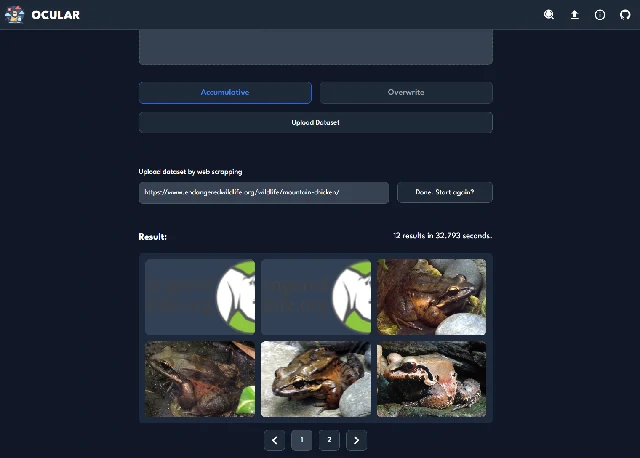 OCULAR
Accumulative
Overwrite
Upload Dataset
Upload dataset by web scrapping
https://www.endangeredwildlife.org/wildlife/mountain-chicken/
Done. Start again?
Result:
12 results in 32.793 seconds.
1
2